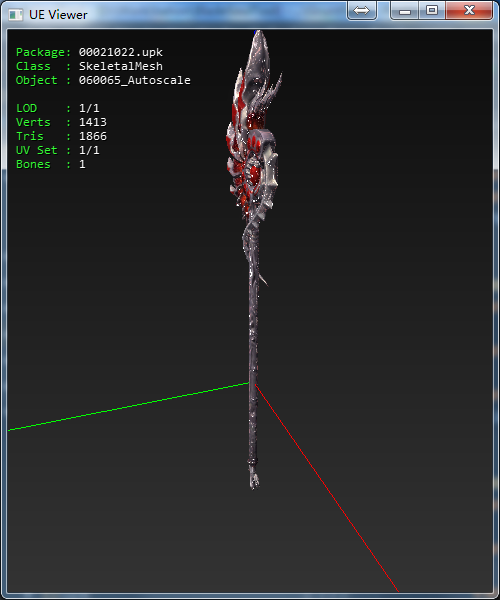 UE Viewer
Package: 00021022.upk
Class : SkeletalMesh
Object : 060065_Autoscale
LOD : 1/1
Verts : 1413
Tris : 1866
UV Set : 1/1
Bones : 1